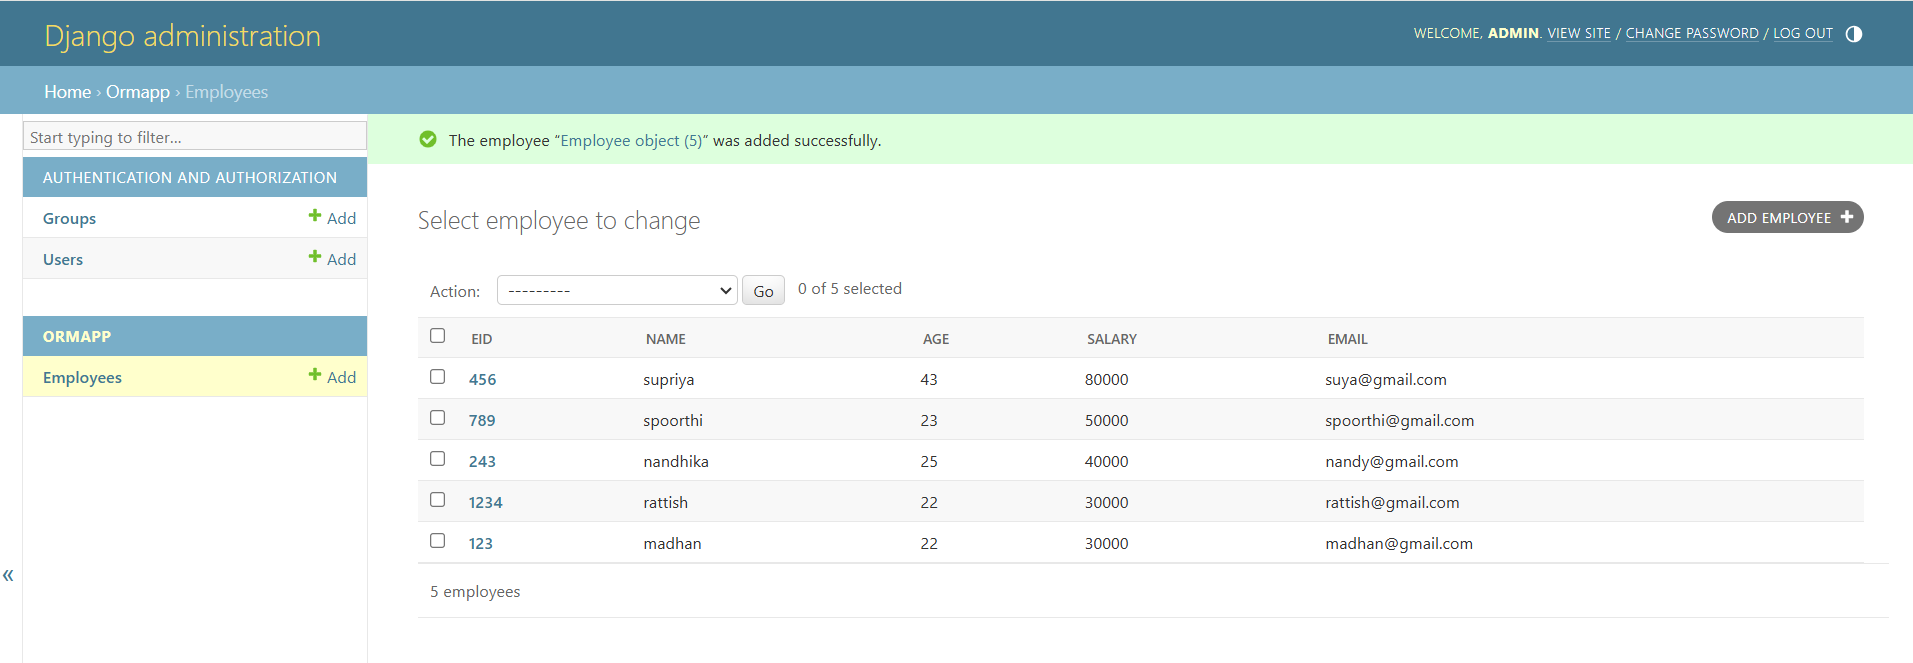 Django administration
WELCOME, ADMIN. VIEW SITE / CHANGE PASSWORD / LOG OUT
Home › Ormapp › Employees
Start typing to filter...
The employee “Employee object (5)” was added successfully.
AUTHENTICATION AND AUTHORIZATION
Groups + Add
Users + Add
ORMAPP
Employees + Add
«
Select employee to change
ADD EMPLOYEE +
Action: --------- Go 0 of 5 selected
EID NAME AGE SALARY EMAIL
456 supriya 43 80000 suya@gmail.com
789 spoorthi 23 50000 spoorthi@gmail.com
243 nandhika 25 40000 nandy@gmail.com
1234 rattish 22 30000 rattish@gmail.com
123 madhan 22 30000 madhan@gmail.com
5 employees